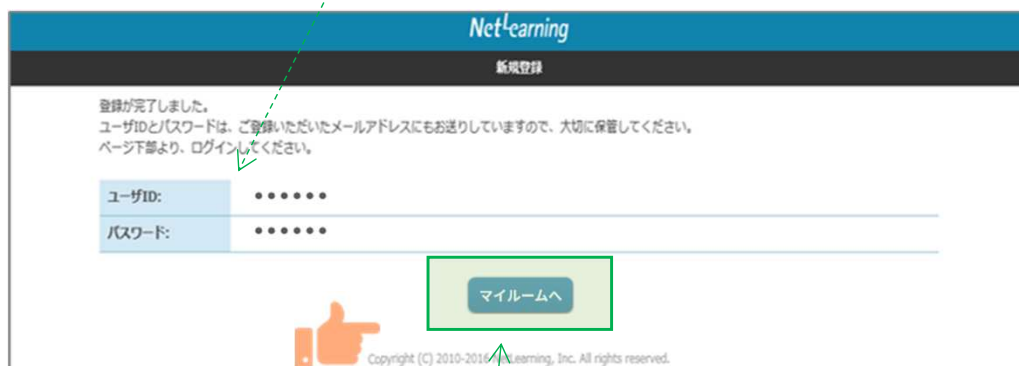 NetLearning
新規登録
登録が完了しました。
ユーザIDとパスワードは、ご登録いただいたメールアドレスにもお送りしていますので、大切に保管してください。
ページ下部より、ログインしてください。
ユーザID: ●●●●●●
パスワード: ●●●●●●
マイルームへ
Copyright (C) 2010-2016 NetLearning, Inc. All rights reserved.